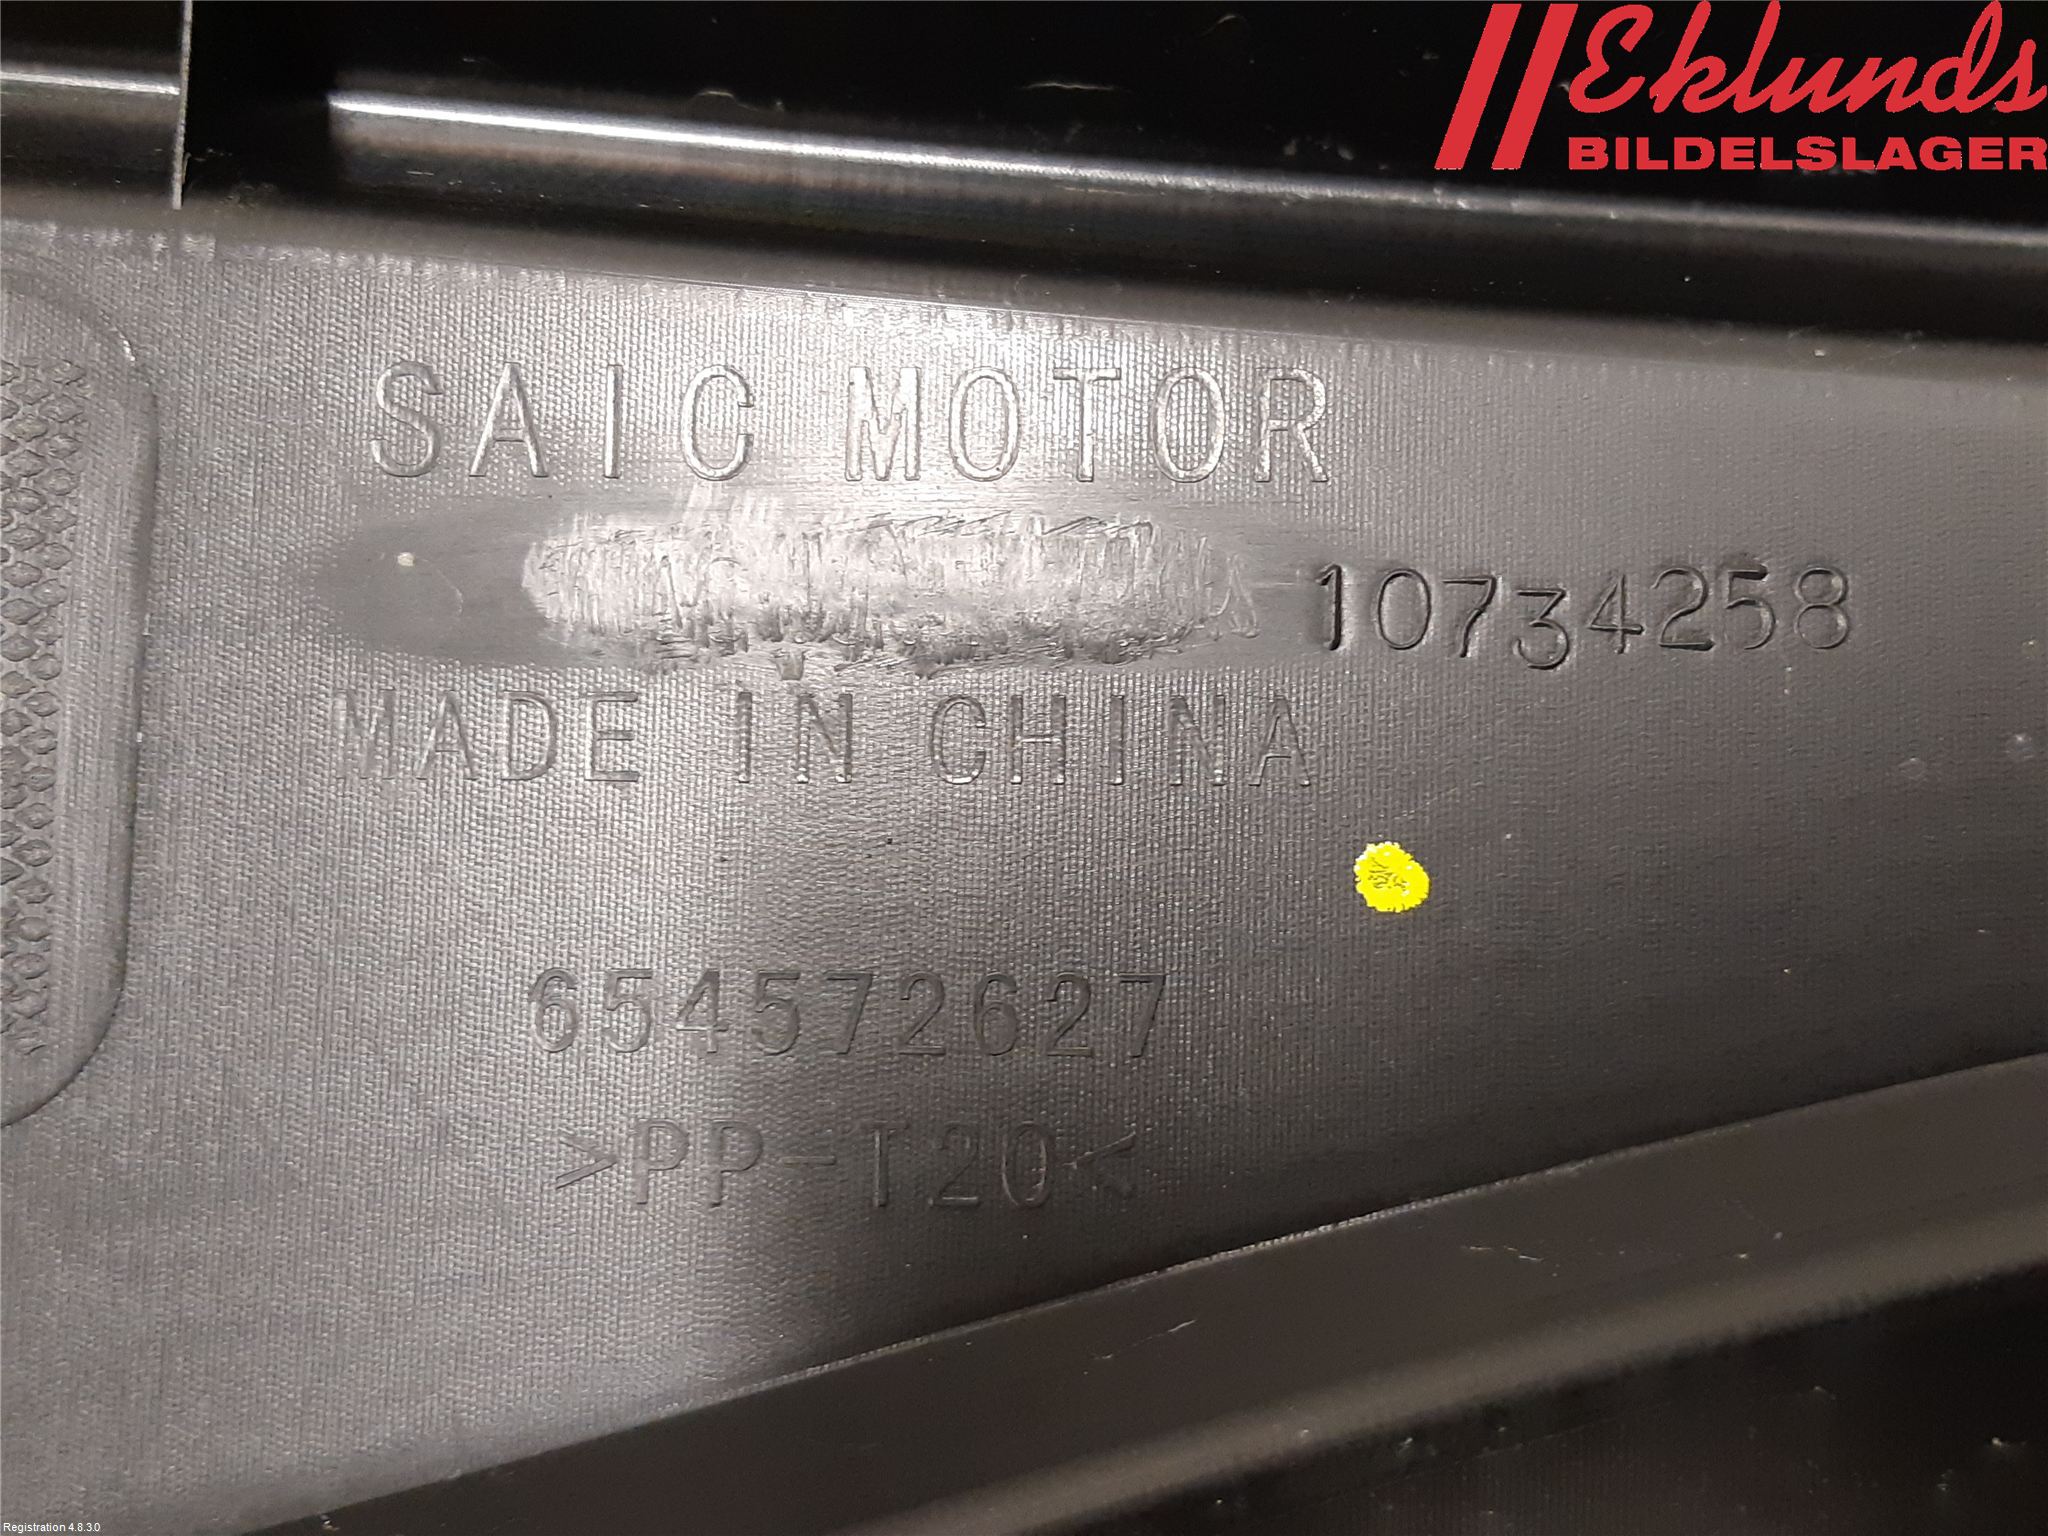 Eklunds
BILDELSLAGER
SAIC MOTOR
10734258
MADE IN CHINA
654572627
>PP-T20<
Registration 4.8.3.0